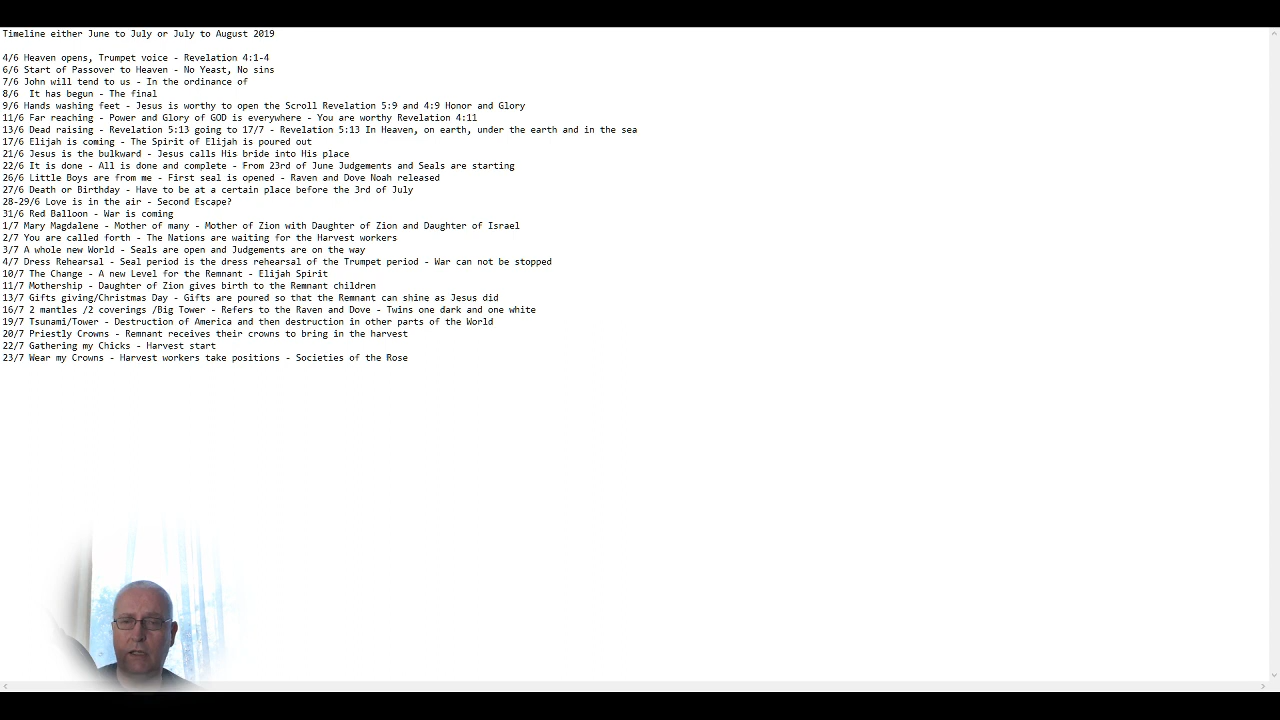 Timeline either June to July or July to August 2019
4/6 Heaven opens, Trumpet voice - Revelation 4:1-4
6/6 Start of Passover to Heaven - No Yeast, No sins
7/6 John will tend to us - In the ordinance of
8/6  It has begun - The final
9/6 Hands washing feet - Jesus is worthy to open the Scroll Revelation 5:9 and 4:9 Honor and Glory
11/6 Far reaching - Power and Glory of GOD is everywhere - You are worthy Revelation 4:11
13/6 Dead raising - Revelation 5:13 going to 17/7 - Revelation 5:13 In Heaven, on earth, under the earth and in the sea
17/6 Elijah is coming - The Spirit of Elijah is poured out
21/6 Jesus is the bulkward - Jesus calls His bride into His place
22/6 It is done - All is done and complete - From 23rd of June Judgements and Seals are starting
26/6 Little Boys are from me - First seal is opened - Raven and Dove Noah released
27/6 Death or Birthday - Have to be at a certain place before the 3rd of July
28-29/6 Love is in the air - Second Escape?
31/6 Red Balloon - War is coming
1/7 Mary Magdalene - Mother of many - Mother of Zion with Daughter of Zion and Daughter of Israel
2/7 You are called forth - The Nations are waiting for the Harvest workers
3/7 A whole new World - Seals are open and Judgements are on the way
4/7 Dress Rehearsal - Seal period is the dress rehearsal of the Trumpet period - War can not be stopped
10/7 The Change - A new Level for the Remnant - Elijah Spirit
11/7 Mothership - Daughter of Zion gives birth to the Remnant children
13/7 Gifts giving/Christmas Day - Gifts are poured so that the Remnant can shine as Jesus did
16/7 2 mantles /2 coverings /Big Tower - Refers to the Raven and Dove - Twins one dark and one white
19/7 Tsunami/Tower - Destruction of America and then destruction in other parts of the World
20/7 Priestly Crowns - Remnant receives their crowns to bring in the harvest
22/7 Gathering my Chicks - Harvest start
23/7 Wear my Crowns - Harvest workers take positions - Societies of the Rose